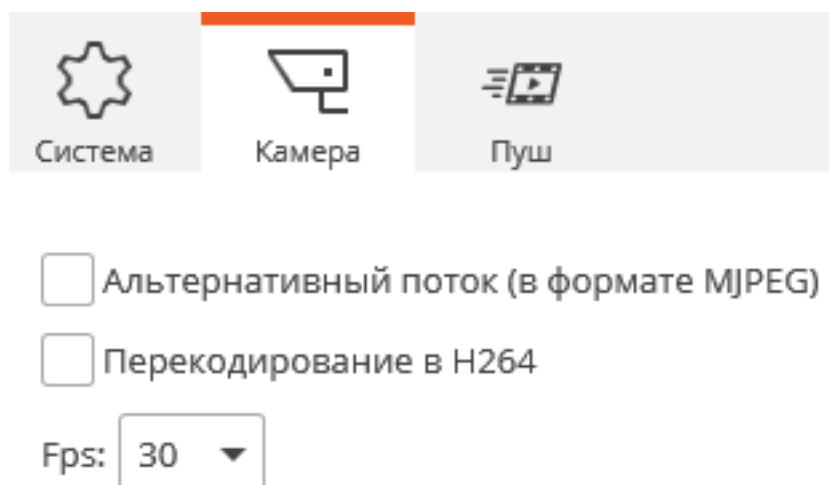 Система Камера Пуш
Альтернативный поток (в формате MJPEG)
Перекодирование в H264
Fps: 30